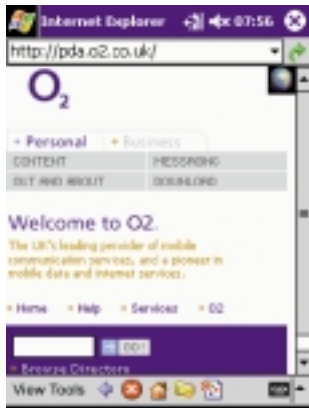 Internet Explorer 07:56
http://pda.o2.co.uk/
O2
+ Personal + Business
CONTENT MESSAGING
OUT AND ABOUT DOWNLOAD
Welcome to O2.
The UK's leading provider of mobile
communication services, and a pioneer in
mobile data and internet services.
Home Help Services O2
GO!
Browse Directory
View Tools